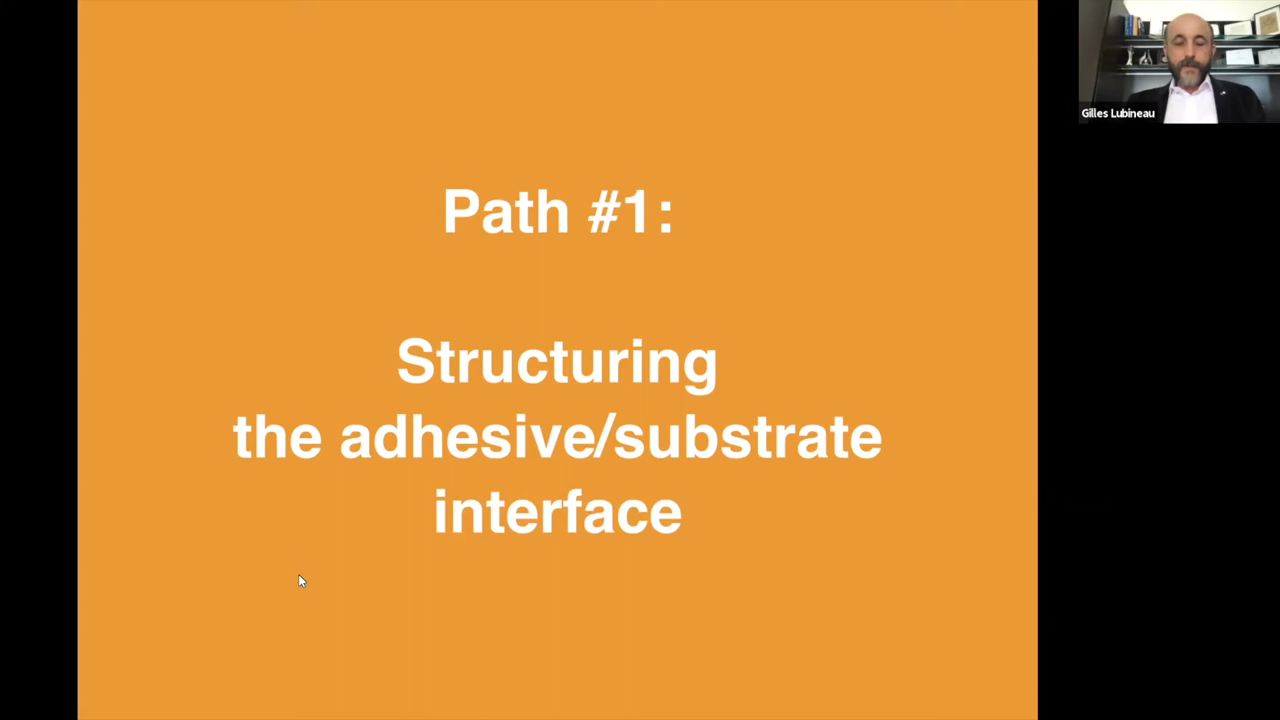 Path #1:
Structuring
the adhesive/substrate
interface
Gilles Lubineau